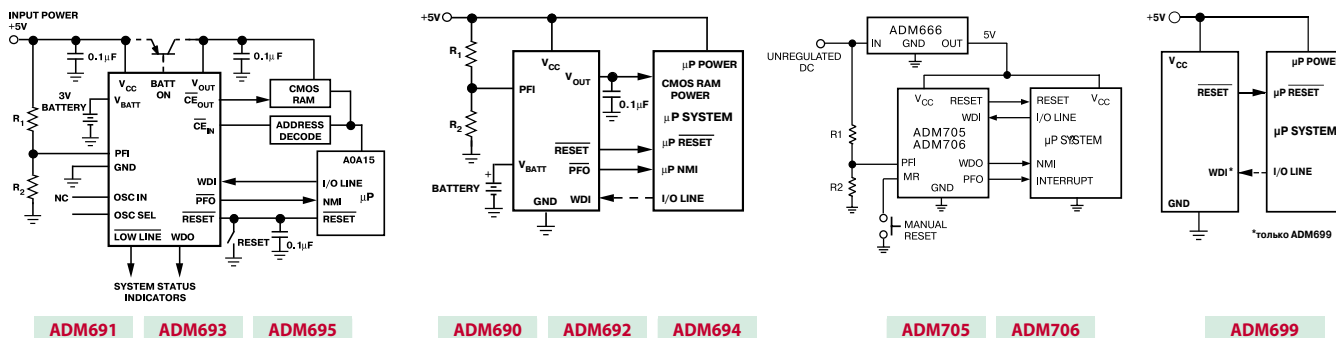 INPUT POWER
+5V
0.1µF
0.1µF
VCC
BATT
ON
VOUT
3V
BATTERY
VBATT
CEOUT
CMOS
RAM
R1
CEIN
ADDRESS
DECODE
PFI
A0A15
GND
WDI
I/O LINE
R2
µP
NC
OSC IN
PFO
NMI
OSC SEL
RESET
RESET
LOW LINE
WDO
RESET
0.1µF
SYSTEM STATUS
INDICATORS
ADM691
ADM693
ADM695
+5V
R1
VCC
VOUT
µP POWER
PFI
CMOS RAM
POWER
0.1µF
R2
µP SYSTEM
RESET
µP RESET
VBATT
PFO
µP NMI
+
BATTERY
GND
WDI
I/O LINE
ADM690
ADM692
ADM694
ADM666
IN
GND
OUT
5V
UNREGULATED
DC
VCC
RESET
RESET
VCC
WDI
I/O LINE
R1
ADM705
ADM706
µP SYSTEM
PFI
WDO
NMI
R2
MR
PFO
INTERRUPT
GND
MANUAL
RESET
ADM705
ADM706
+5V
VCC
µP POWER
RESET
µP RESET
µP SYSTEM
WDI*
I/O LINE
GND
*только ADM699
ADM699